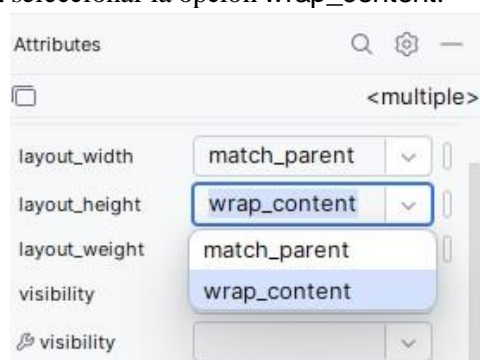 seleccionar la opción wrap_content.
Attributes
<multiple>
layout_width match_parent
layout_height wrap_content
layout_weight match_parent
visibility wrap_content
visibility